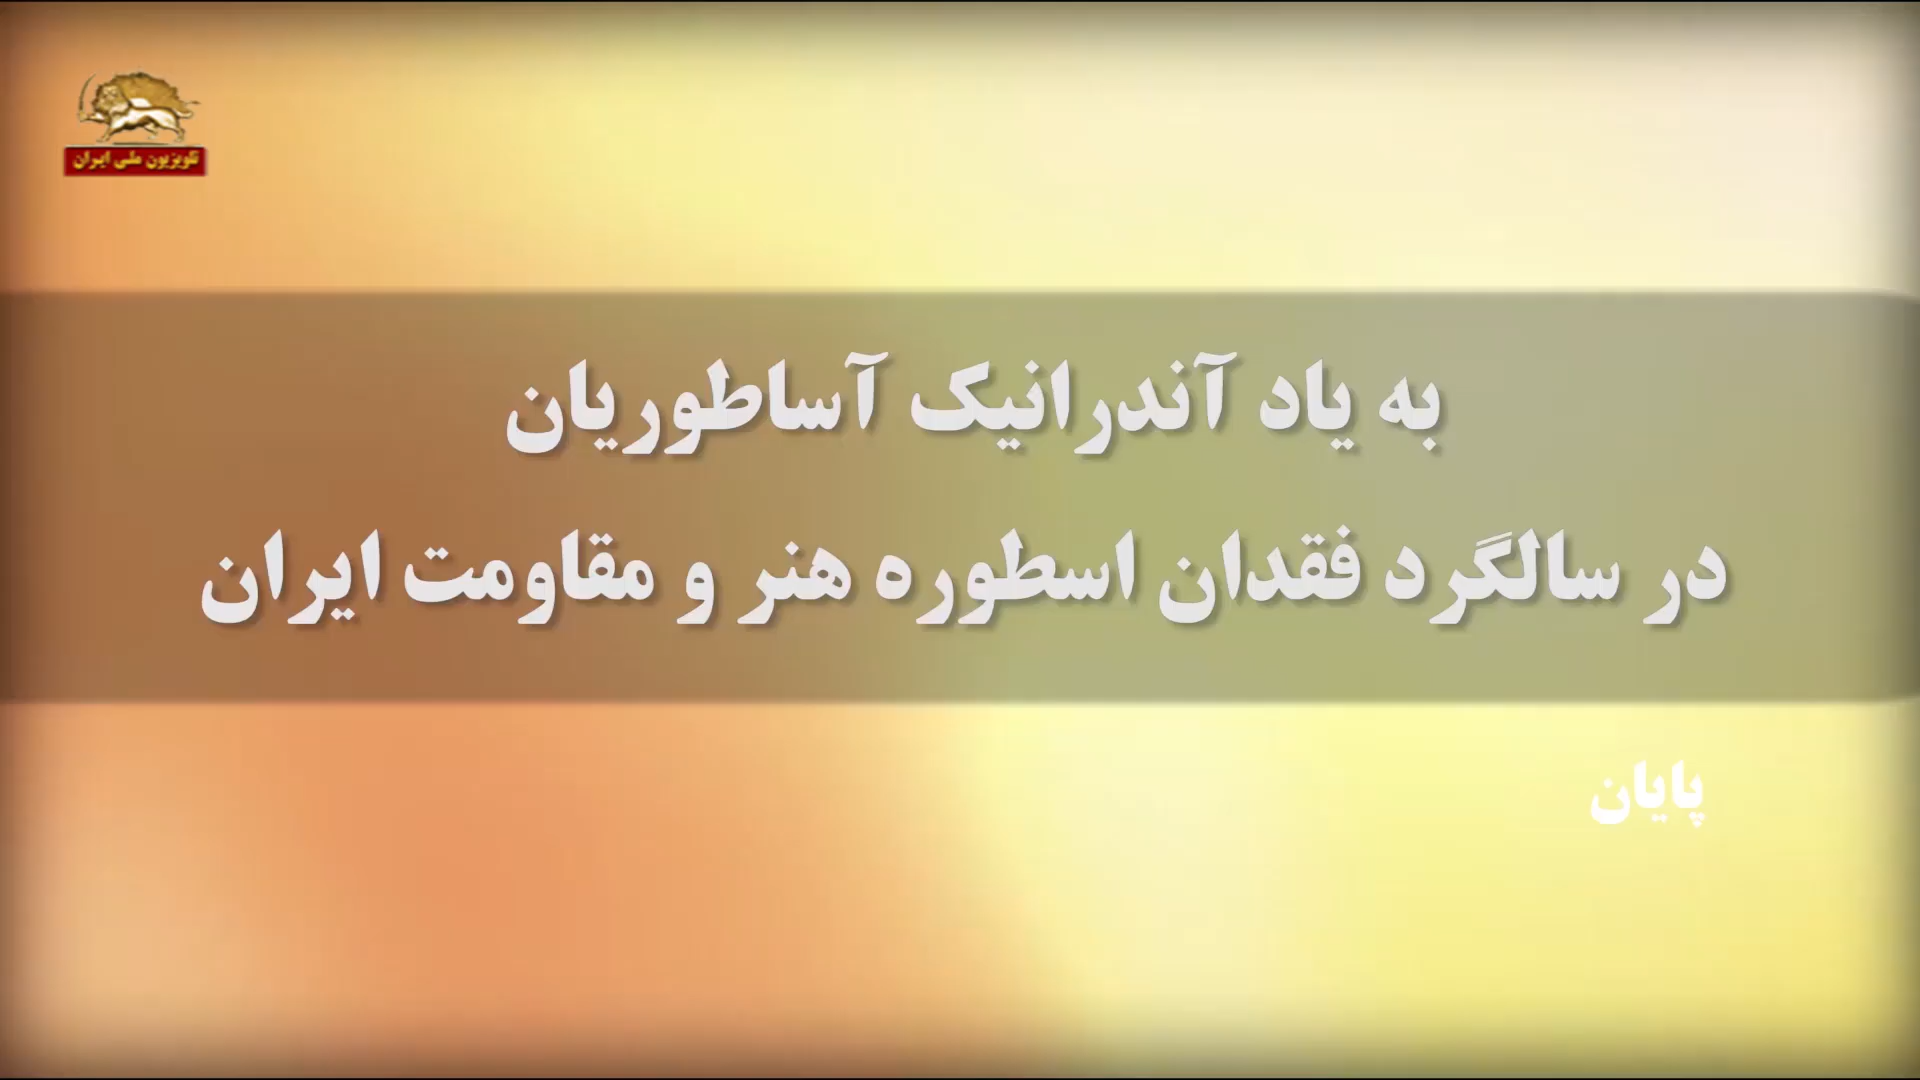 تلویزیون ملی ایران
به یاد آندرانیک آساطوریان
در سالگرد فقدان اسطوره هنر و مقاومت ایران
پایان